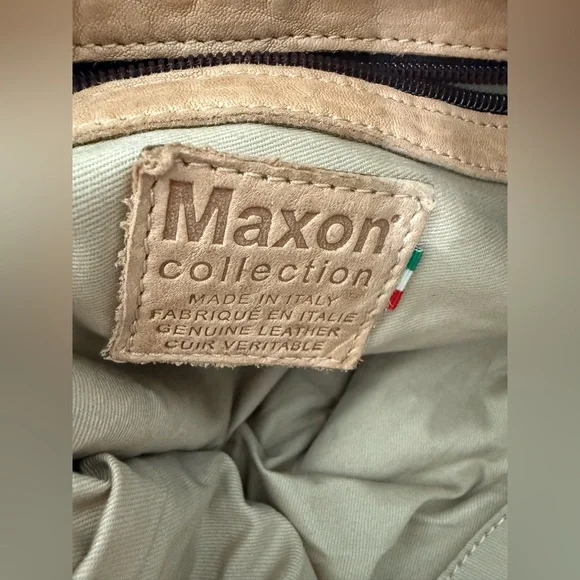 Maxon
collection
MADE IN ITALY
FABRIQUÉ EN ITALIE
GENUINE LEATHER
CUIR VERITABLE